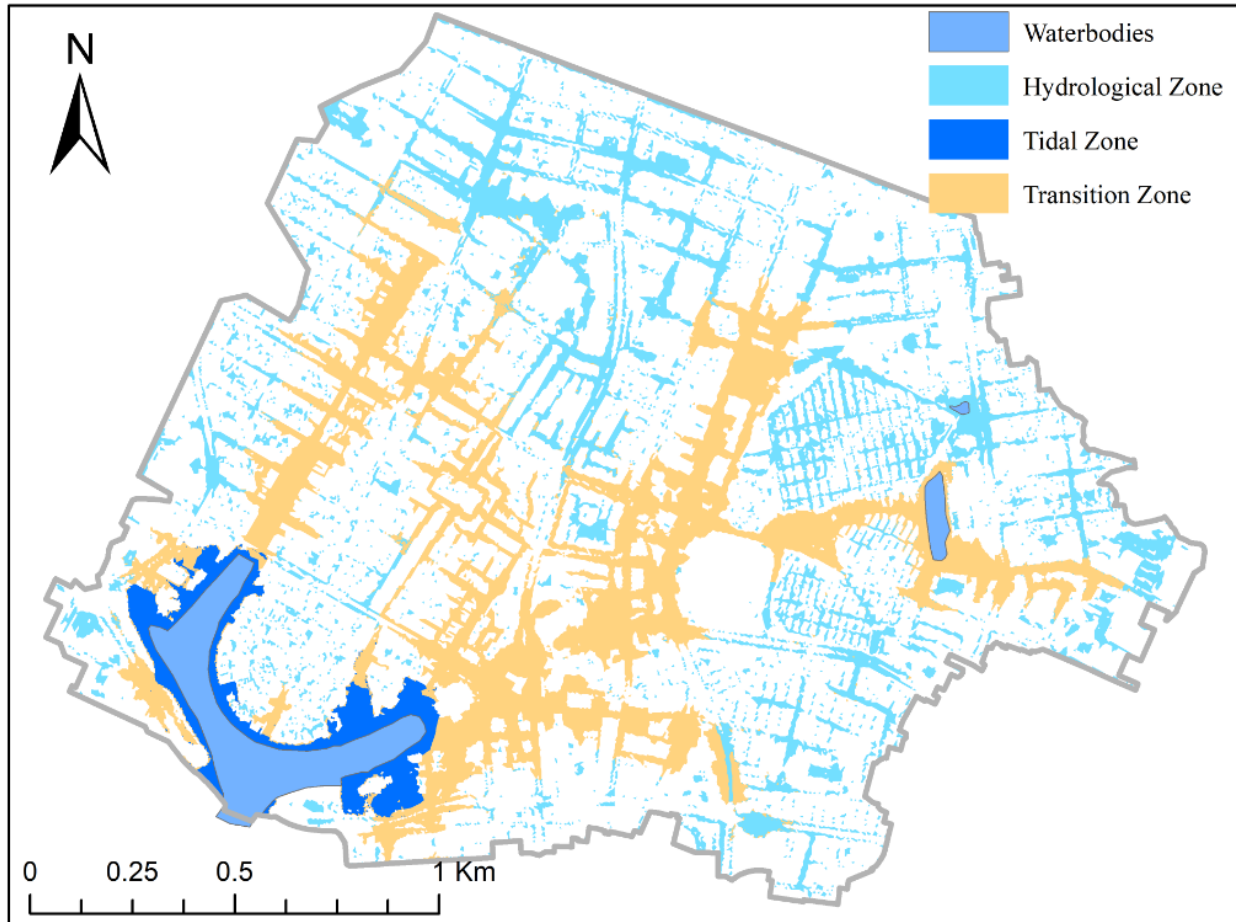 N
Waterbodies
Hydrological Zone
Tidal Zone
Transition Zone
0 0.25 0.5 1 Km